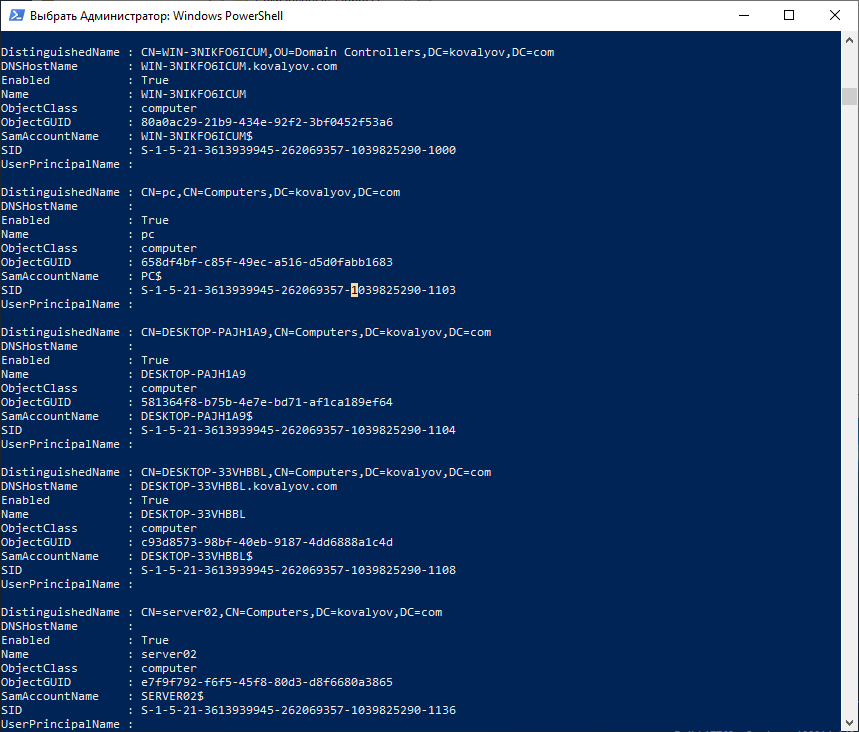 Выбрать Администратор: Windows PowerShell
DistinguishedName : CN=WIN-3NIKFO6ICUM,OU=Domain Controllers,DC=kovalyov,DC=com
DNSHostName : WIN-3NIKFO6ICUM.kovalyov.com
Enabled : True
Name : WIN-3NIKFO6ICUM
ObjectClass : computer
ObjectGUID : 80a0ac29-21b9-434e-92f2-3bf0452f53a6
SamAccountName : WIN-3NIKFO6ICUM$
SID : S-1-5-21-3613939945-262069357-1039825290-1000
UserPrincipalName :
DistinguishedName : CN=pc,CN=Computers,DC=kovalyov,DC=com
DNSHostName :
Enabled : True
Name : pc
ObjectClass : computer
ObjectGUID : 658df4bf-c85f-49ec-a516-d5d0fabb1683
SamAccountName : PC$
SID : S-1-5-21-3613939945-262069357-1039825290-1103
UserPrincipalName :
DistinguishedName : CN=DESKTOP-PAJH1A9,CN=Computers,DC=kovalyov,DC=com
DNSHostName :
Enabled : True
Name : DESKTOP-PAJH1A9
ObjectClass : computer
ObjectGUID : 581364f8-b75b-4e7e-bd71-af1ca189ef64
SamAccountName : DESKTOP-PAJH1A9$
SID : S-1-5-21-3613939945-262069357-1039825290-1104
UserPrincipalName :
DistinguishedName : CN=DESKTOP-33VHBBL,CN=Computers,DC=kovalyov,DC=com
DNSHostName : DESKTOP-33VHBBL.kovalyov.com
Enabled : True
Name : DESKTOP-33VHBBL
ObjectClass : computer
ObjectGUID : c93d8573-98bf-40eb-9187-4dd6888a1c4d
SamAccountName : DESKTOP-33VHBBL$
SID : S-1-5-21-3613939945-262069357-1039825290-1108
UserPrincipalName :
DistinguishedName : CN=server02,CN=Computers,DC=kovalyov,DC=com
DNSHostName :
Enabled : True
Name : server02
ObjectClass : computer
ObjectGUID : e7f9f792-f6f5-45f8-80d3-d8f6680a3865
SamAccountName : SERVER02$
SID : S-1-5-21-3613939945-262069357-1039825290-1136
UserPrincipalName :